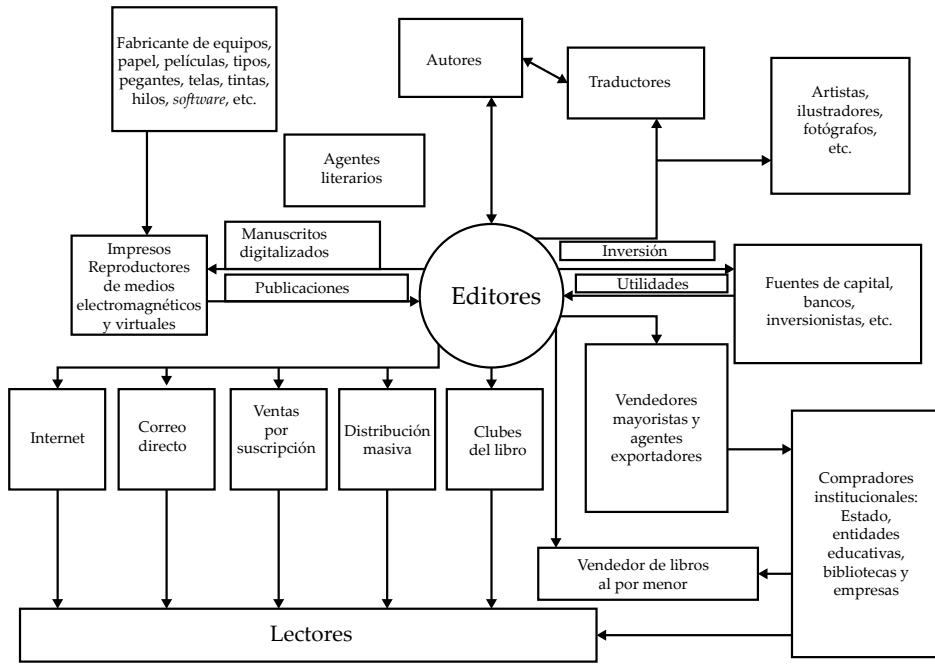 Fabricante de equipos,
papel, películas, tipos,
pegantes, telas, tintas,
hilos, software, etc.
Autores
Traductores
Artistas,
ilustradores,
fotógrafos,
etc.
Agentes
literarios
Manuscritos
digitalizados
Publicaciones
Impresos
Reproductores
de medios
electromagnéticos
y virtuales
Editores
Inversión
Utilidades
Fuentes de capital,
bancos,
inversionistas, etc.
Internet
Correo
directo
Ventas
por
suscripción
Distribución
masiva
Clubes
del libro
Vendedores
mayoristas y
agentes
exportadores
Compradores
institucionales:
Estado,
entidades
educativas,
bibliotecas y
empresas
Vendedor de libros
al por menor
Lectores